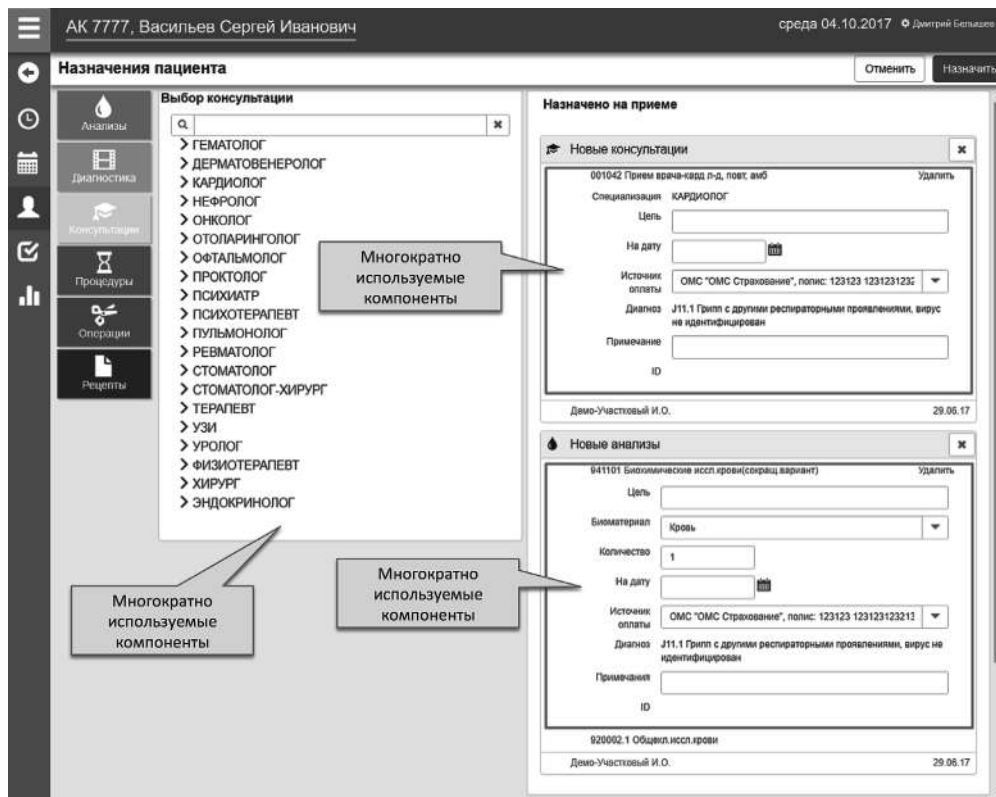 АК 7777, Васильев Сергей Иванович
среда 04.10.2017
Дмитрий Белышев
Назначения пациента
Отменить
Назначить
Анализы
Диагностика
Консультации
Процедуры
Операции
Рецепты
Выбор консультации
ГЕМАТОЛОГ
ДЕРМАТОВЕНЕРОЛОГ
КАРДИОЛОГ
НЕФРОЛОГ
ОНКОЛОГ
ОТОЛАРИНГОЛОГ
ОФТАЛЬМОЛОГ
ПРОКТОЛОГ
ПСИХИАТР
ПСИХОТЕРАПЕВТ
ПУЛЬМОНОЛОГ
РЕВМАТОЛОГ
СТОМАТОЛОГ
СТОМАТОЛОГ-ХИРУРГ
ТЕРАПЕВТ
УЗИ
УРОЛОГ
ФИЗИОТЕРАПЕВТ
ХИРУРГ
ЭНДОКРИНОЛОГ
Многократно
используемые
компоненты
Назначено на приеме
Новые консультации
001042 Прием врача-кард л-д, повт, амб
Удалить
Специализация КАРДИОЛОГ
Цель
На дату
Источник
оплаты
ОМС "ОМС Страхование", полис: 123123 1231231232
Диагноз J11.1 Грипп с другими респираторными проявлениями, вирус
не идентифицирован
Примечание
ID
Демо-Участковый И.О. 29.06.17
Многократно
используемые
компоненты
Новые анализы
941101 Биохимические иссл.крови(сокращ.вариант)
Удалить
Цель
Биоматериал Кровь
Количество 1
На дату
Источник
оплаты
ОМС "ОМС Страхование", полис: 123123 123123123213
Диагноз J11.1 Грипп с другими респираторными проявлениями, вирус не
идентифицирован
Примечания
ID
920002.1 Общекл.иссл.крови
Демо-Участковый И.О. 29.06.17
Многократно
используемые
компоненты